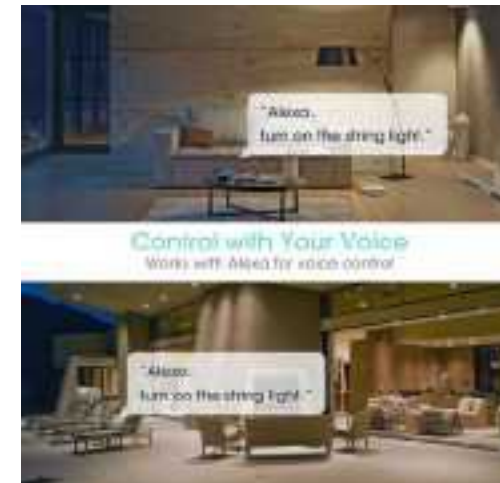 "Alexa,
turn on the string light."
Control with Your Voice
Works with Alexa for voice control
"Alexa,
turn on the string light."